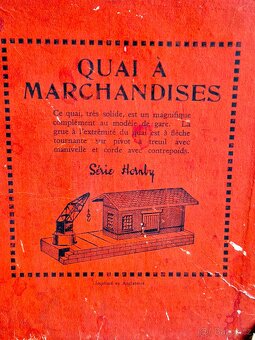 QUAI À
MARCHANDISES
Ce quai, très solide, est un magnifique
complément au modèle de gare. La
grue à l'extrémité du quai est à flèche
tournante sur pivot à treuil avec
manivelle et corde avec contrepoids.
Série Hornby
Imprimé en Angleterre